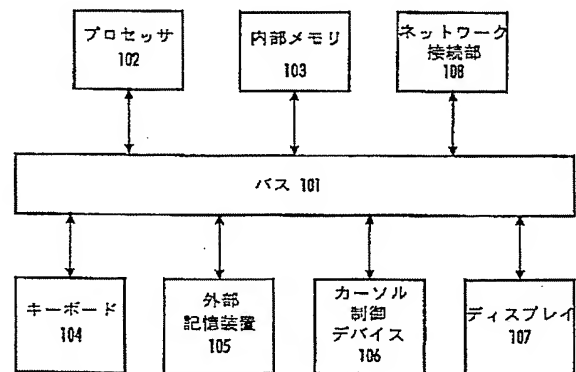 プロセッサ
102
内部メモリ
103
ネットワーク
接続部
108
バス 101
キーボード
104
外部
記憶装置
105
カーソル
制御
デバイス
106
ディスプレイ
107